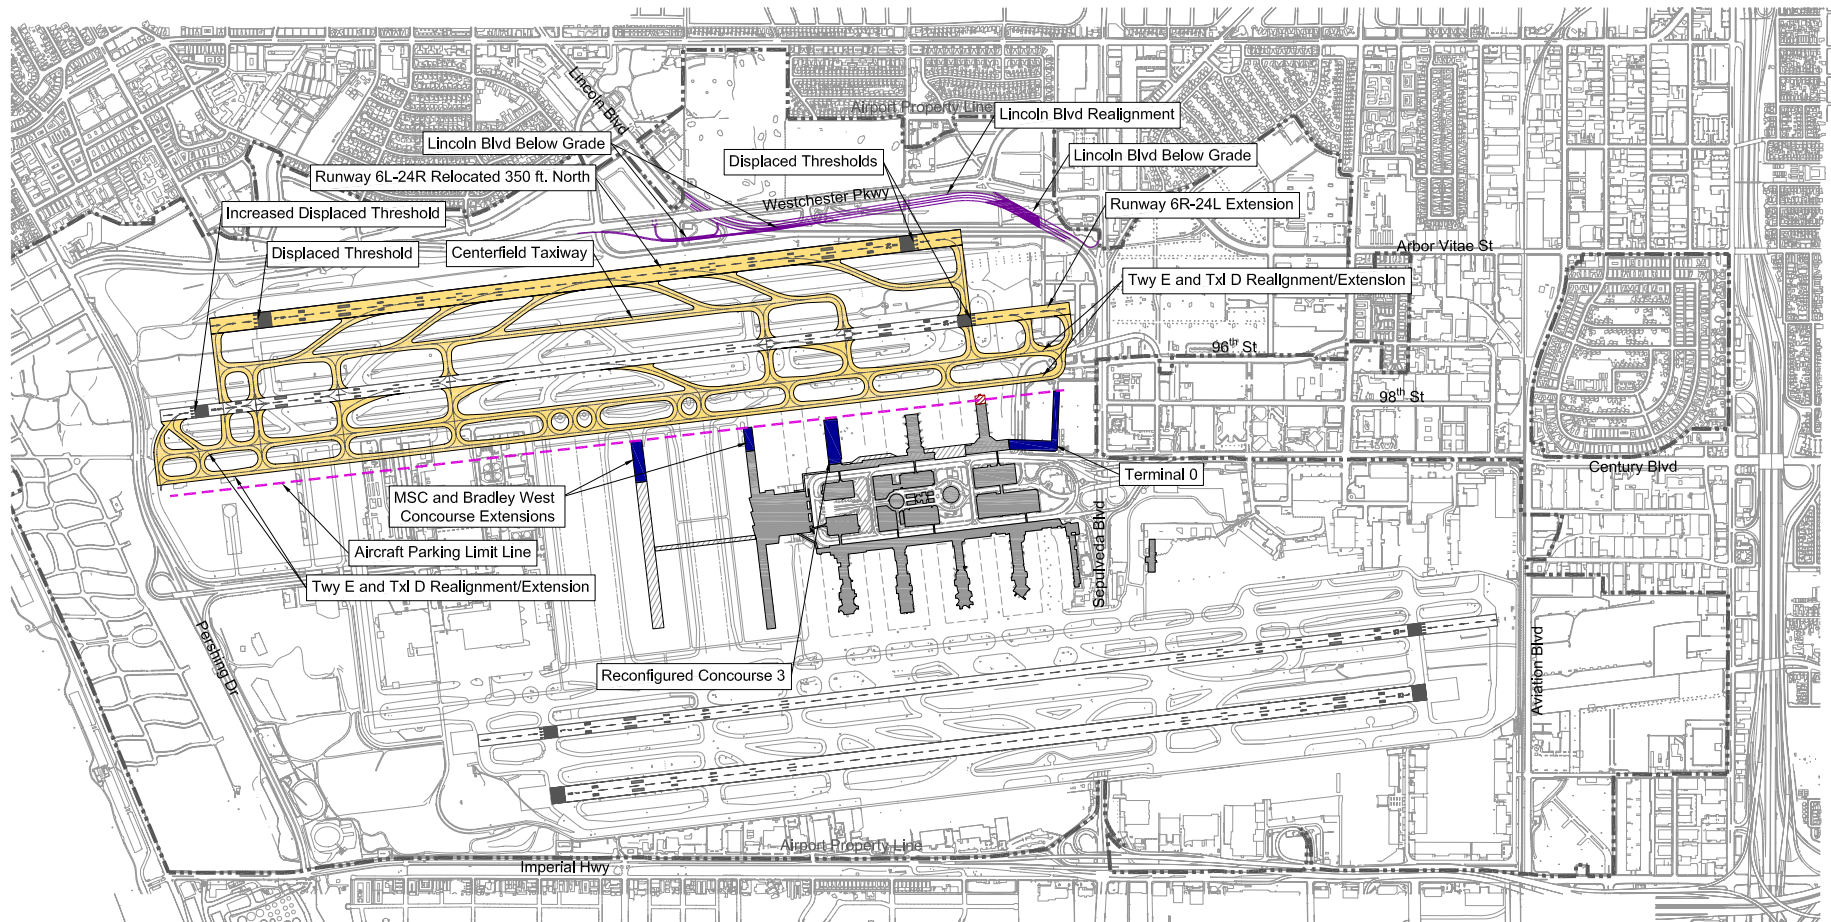 Lincoln Blvd
Airport Property Line
Lincoln Blvd Realignment
Lincoln Blvd Below Grade
Displaced Thresholds
Lincoln Blvd Below Grade
Runway 6L-24R Relocated 350 ft. North
Westchester Pkwy
Increased Displaced Threshold
Runway 6R-24L Extension
Displaced Threshold
Centerfield Taxiway
Arbor Vitae St
Twy E and Txl D Realignment/Extension
96th St
98th St
Century Blvd
Terminal 0
MSC and Bradley West
Concourse Extensions
Sepulveda Blvd
Aircraft Parking Limit Line
Twy E and Txl D Realignment/Extension
Pershing Dr
Reconfigured Concourse 3
Aviation Blvd
Airport Property Line
Imperial Hwy